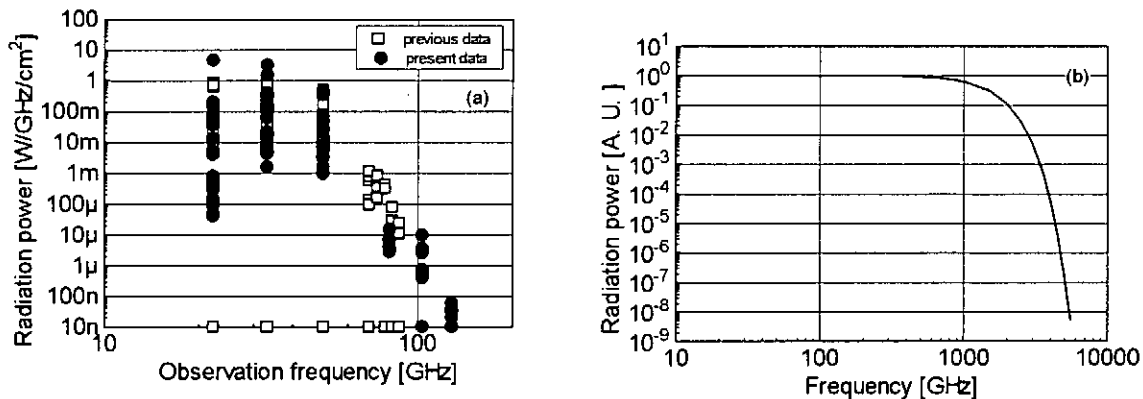 100
10
1
100m
10m
1m
100µ
10µ
1µ
100n
10n
Radiation power [W/GHz/cm²]
previous data
present data
(a)
10
100
Observation frequency [GHz]
10¹
10⁰
10⁻¹
10⁻²
10⁻³
10⁻⁴
10⁻⁵
10⁻⁶
10⁻⁷
10⁻⁸
10⁻⁹
Radiation power [A. U.]
(b)
10
100
1000
10000
Frequency [GHz]